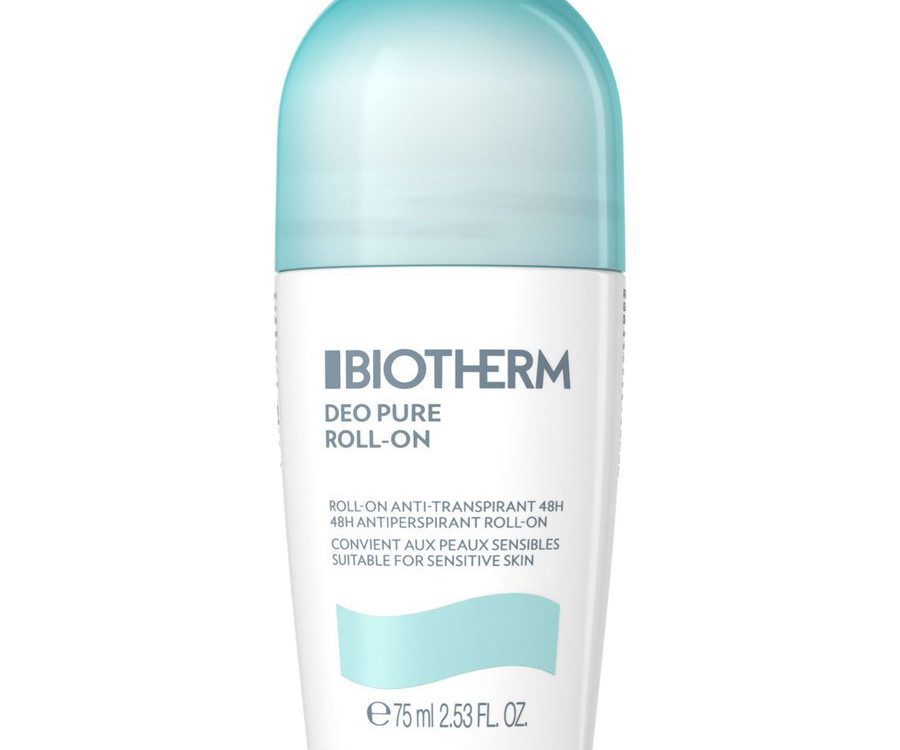 BIOTHERM
DEO PURE
ROLL-ON
ROLL-ON ANTI-TRANSPIRANT 48H
48H ANTIPERSPIRANT ROLL-ON
CONVIENT AUX PEAUX SENSIBLES
SUITABLE FOR SENSITIVE SKIN
℮ 75 ml 2.53 FL. OZ.